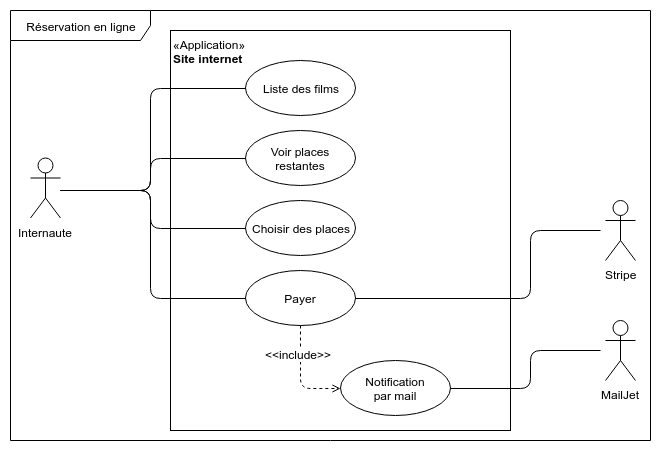 Réservation en ligne
«Application»
Site internet
Liste des films
Voir places
restantes
Internaute
Choisir des places
Stripe
Payer
<<include>>
Notification
par mail
MailJet